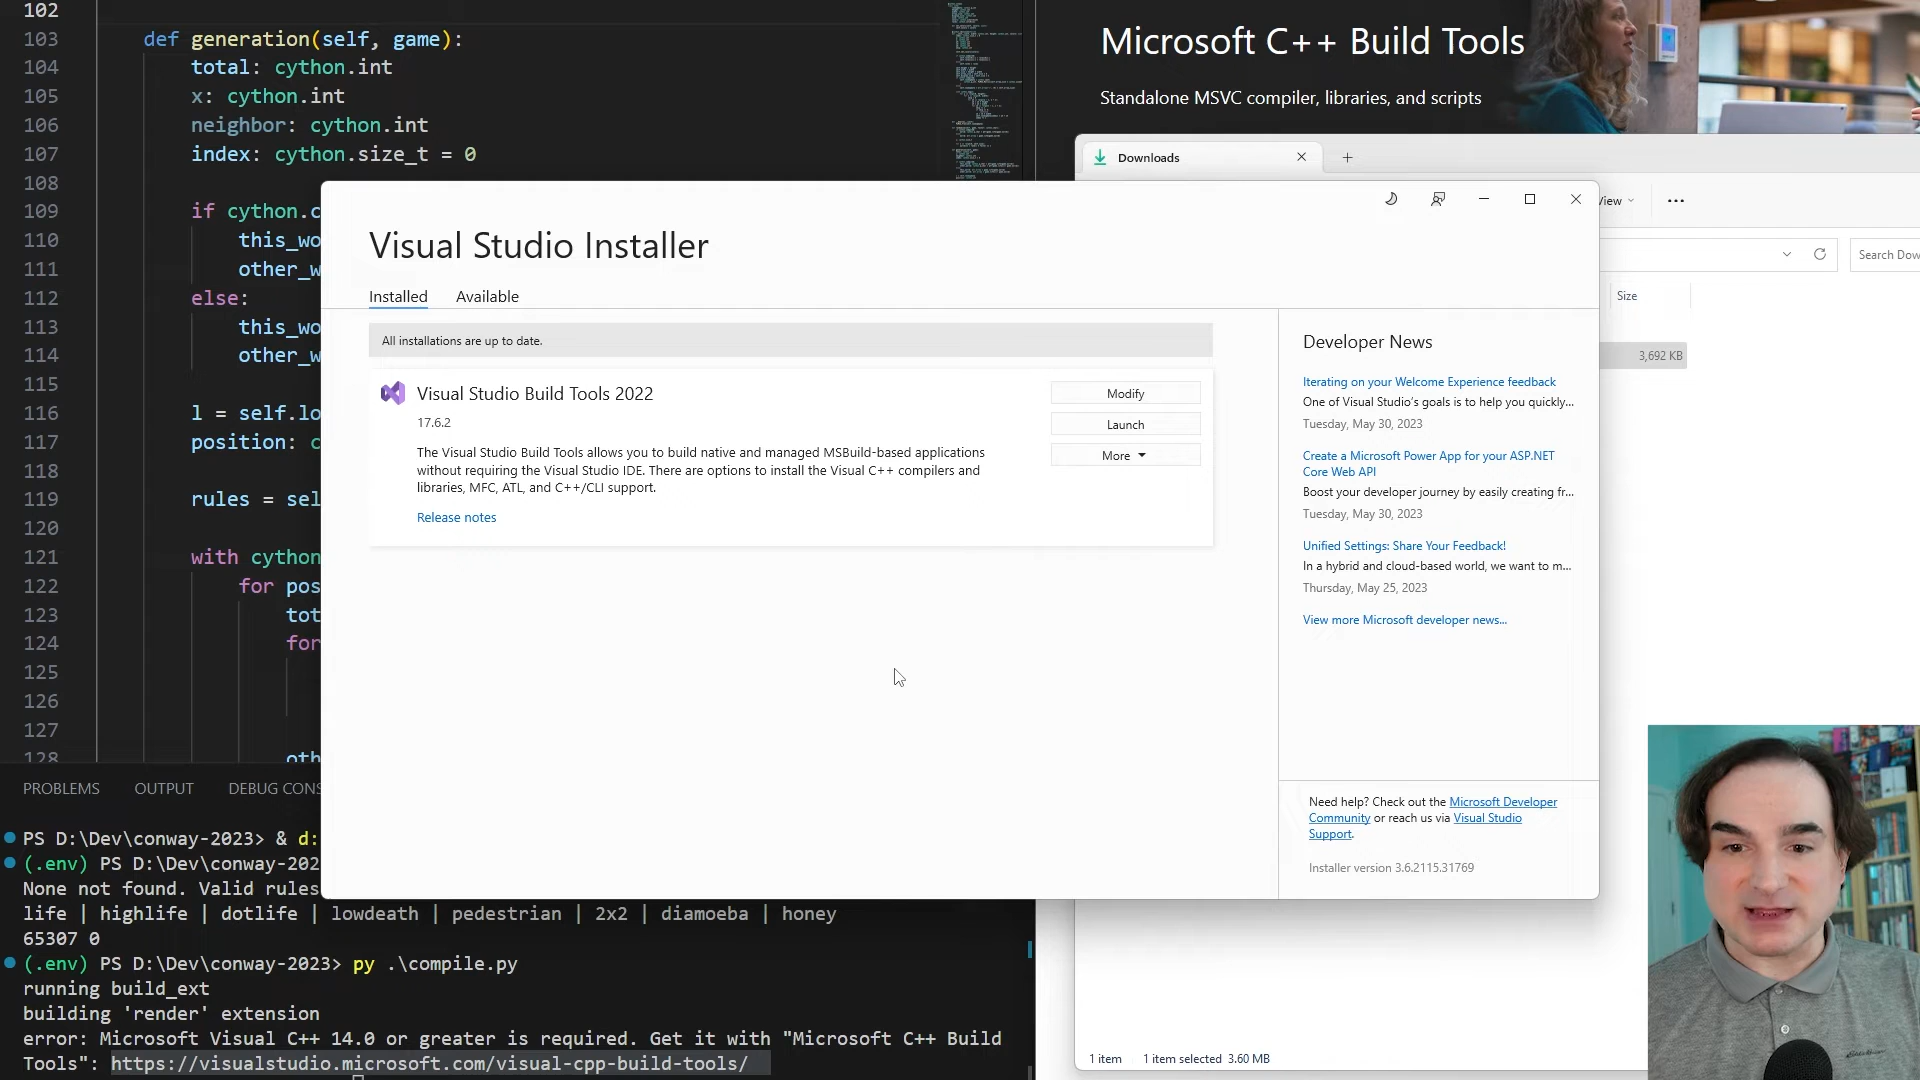 102
103 def generation(self, game):
104 total: cython.int
105 x: cython.int
106 neighbor: cython.int
107 index: cython.size_t = 0
108
109 if cython.c
110 this_wo
111 other_w
112 else:
113 this_wo
114 other_w
115
116 l = self.lo
117 position: c
118
119 rules = sel
120
121 with cython
122 for pos
123 tot
124 for
125
126
127
128 oth
PROBLEMS OUTPUT DEBUG CONS
PS D:\Dev\conway-2023> & d:
(.env) PS D:\Dev\conway-202
None not found. Valid rules
life | highlife | dotlife | lowdeath | pedestrian | 2x2 | diamoeba | honey
65307 0
(.env) PS D:\Dev\conway-2023> py .\compile.py
running build_ext
building 'render' extension
error: Microsoft Visual C++ 14.0 or greater is required. Get it with "Microsoft C++ Build
Tools": https://visualstudio.microsoft.com/visual-cpp-build-tools/
Microsoft C++ Build Tools
Standalone MSVC compiler, libraries, and scripts
Downloads
View
Search Dow
Size
3,692 KB
1 item 1 item selected 3.60 MB
Visual Studio Installer
Installed Available
All installations are up to date.
Visual Studio Build Tools 2022
17.6.2
The Visual Studio Build Tools allows you to build native and managed MSBuild-based applications
without requiring the Visual Studio IDE. There are options to install the Visual C++ compilers and
libraries, MFC, ATL, and C++/CLI support.
Release notes
Modify
Launch
More
Developer News
Iterating on your Welcome Experience feedback
One of Visual Studio's goals is to help you quickly...
Tuesday, May 30, 2023
Create a Microsoft Power App for your ASP.NET
Core Web API
Boost your developer journey by easily creating fr...
Tuesday, May 30, 2023
Unified Settings: Share Your Feedback!
In a hybrid and cloud-based world, we want to m...
Thursday, May 25, 2023
View more Microsoft developer news...
Need help? Check out the Microsoft Developer
Community or reach us via Visual Studio
Support.
Installer version 3.6.2115.31769